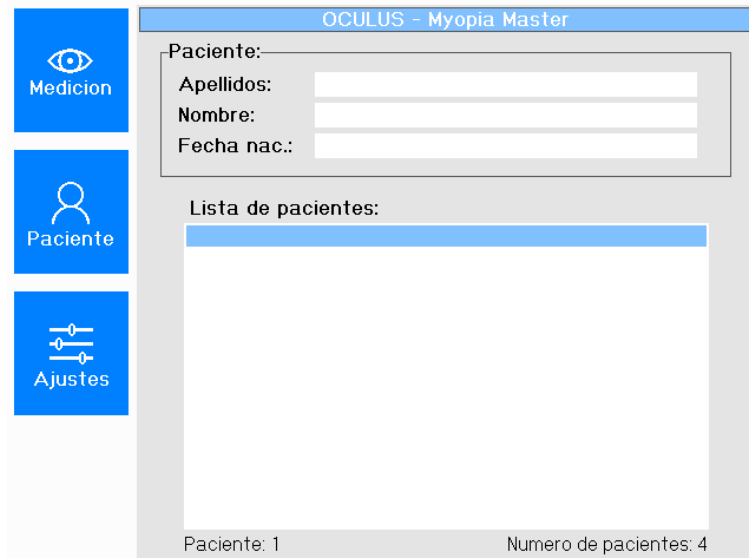 OCULUS - Myopia Master
Medicion
Paciente
Ajustes
Paciente:
Apellidos:
Nombre:
Fecha nac.:
Lista de pacientes:
Paciente: 1
Numero de pacientes: 4